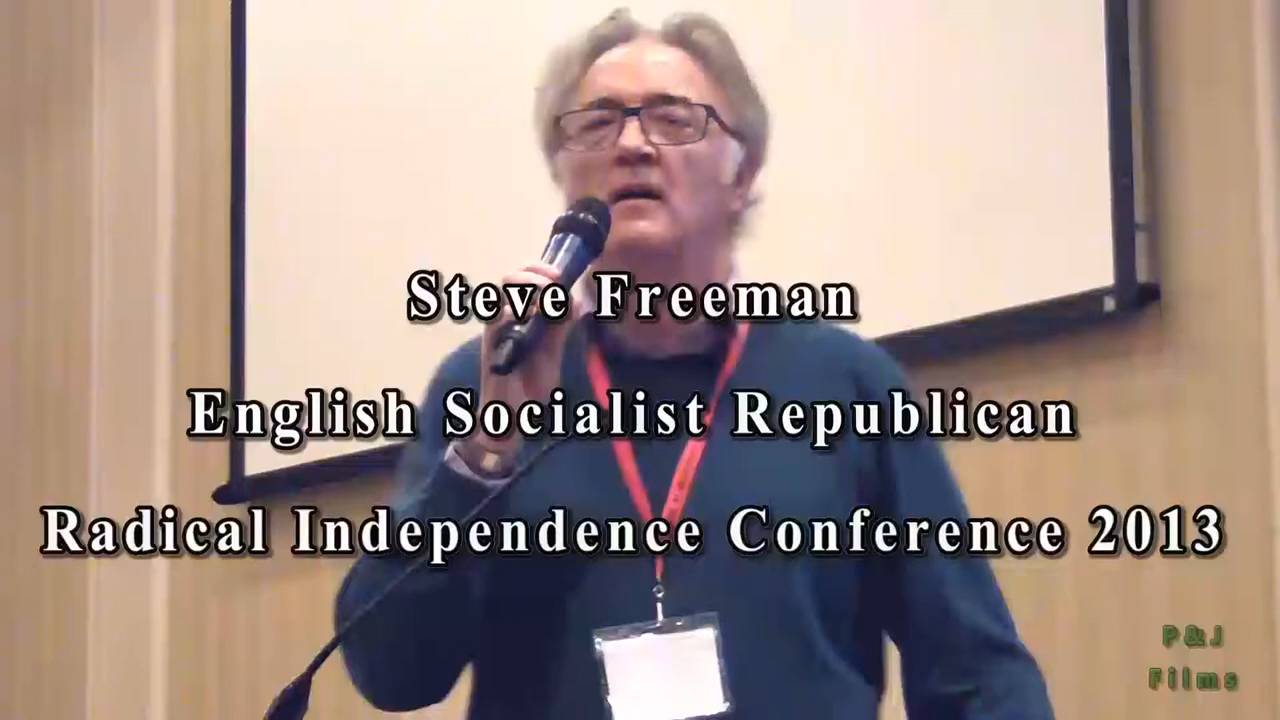 Steve Freeman
English Socialist Republican
Radical Independence Conference 2013
P&J
Films